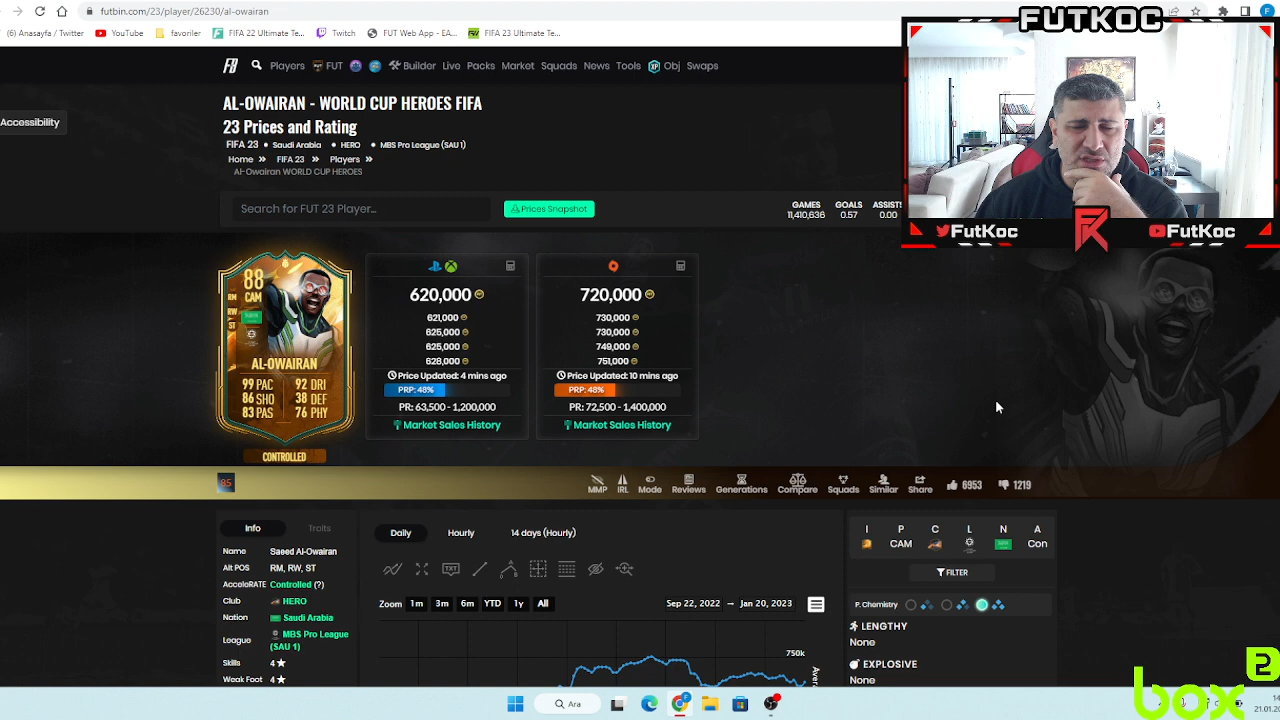 futbin.com/23/player/26230/al-owairan
(6) Anasayfa / Twitter
YouTube
favoriler
FIFA 22 Ultimate Te...
Twitch
FIFA 23 Ultimate Te...
FUTKOC
Players FUT Builder Live Packs Market Squads News Tools Obj Swaps
AL-OWAIRAN - WORLD CUP HEROES FIFA
23 Prices and Rating
Accessibility
FIFA 23 • Saudi Arabia • HERO • MBS Pro League (SAU 1)
Home » FIFA 23 » Players »
Al-Owairan WORLD CUP HEROES
Search for FUT 23 Player...
Prices Snapshot
GAMES GOALS ASSISTS
11,410,636 0.57 0.00
FutKoc
FutKoc
88
CAM
RM
RW
ST
AL-OWAIRAN
99 PAC 92 DRI
86 SHO 38 DEF
83 PAS 76 PHY
CONTROLLED
620,000
621,000
625,000
625,000
628,000
Price Updated: 4 mins ago
PRP: 48%
PR: 63,500 - 1,200,000
Market Sales History
720,000
730,000
730,000
749,000
751,000
Price Updated: 10 mins ago
PRP: 48%
PR: 72,500 - 1,400,000
Market Sales History
85
MMP IRL Mode Reviews Generations Compare Squads Similar Share 6953 1219
Info Traits
Name Saeed Al-Owairan
Alt POS RM, RW, ST
AcceleRATE Controlled (?)
Club HERO
Nation Saudi Arabia
League MBS Pro League
(SAU 1)
Skills 4
Weak Foot 4
Daily Hourly 14 days (Hourly)
Zoom 1m 3m 6m YTD 1y All Sep 22, 2022 → Jan 20, 2023
750k
I P C L N A
CAM Con
FILTER
P. Chemistry
LENGTHY
None
EXPLOSIVE
None
box 2
Ara